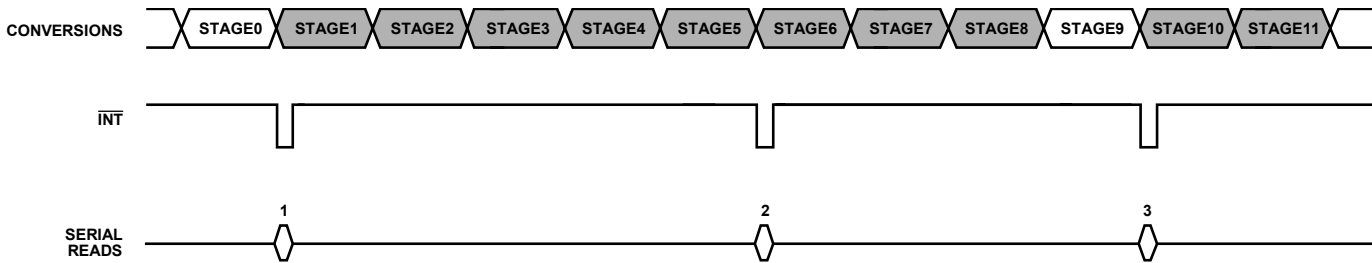 CONVERSIONS STAGE0 STAGE1 STAGE2 STAGE3 STAGE4 STAGE5 STAGE6 STAGE7 STAGE8 STAGE9 STAGE10 STAGE11
INT
1 2 3
SERIAL
READS